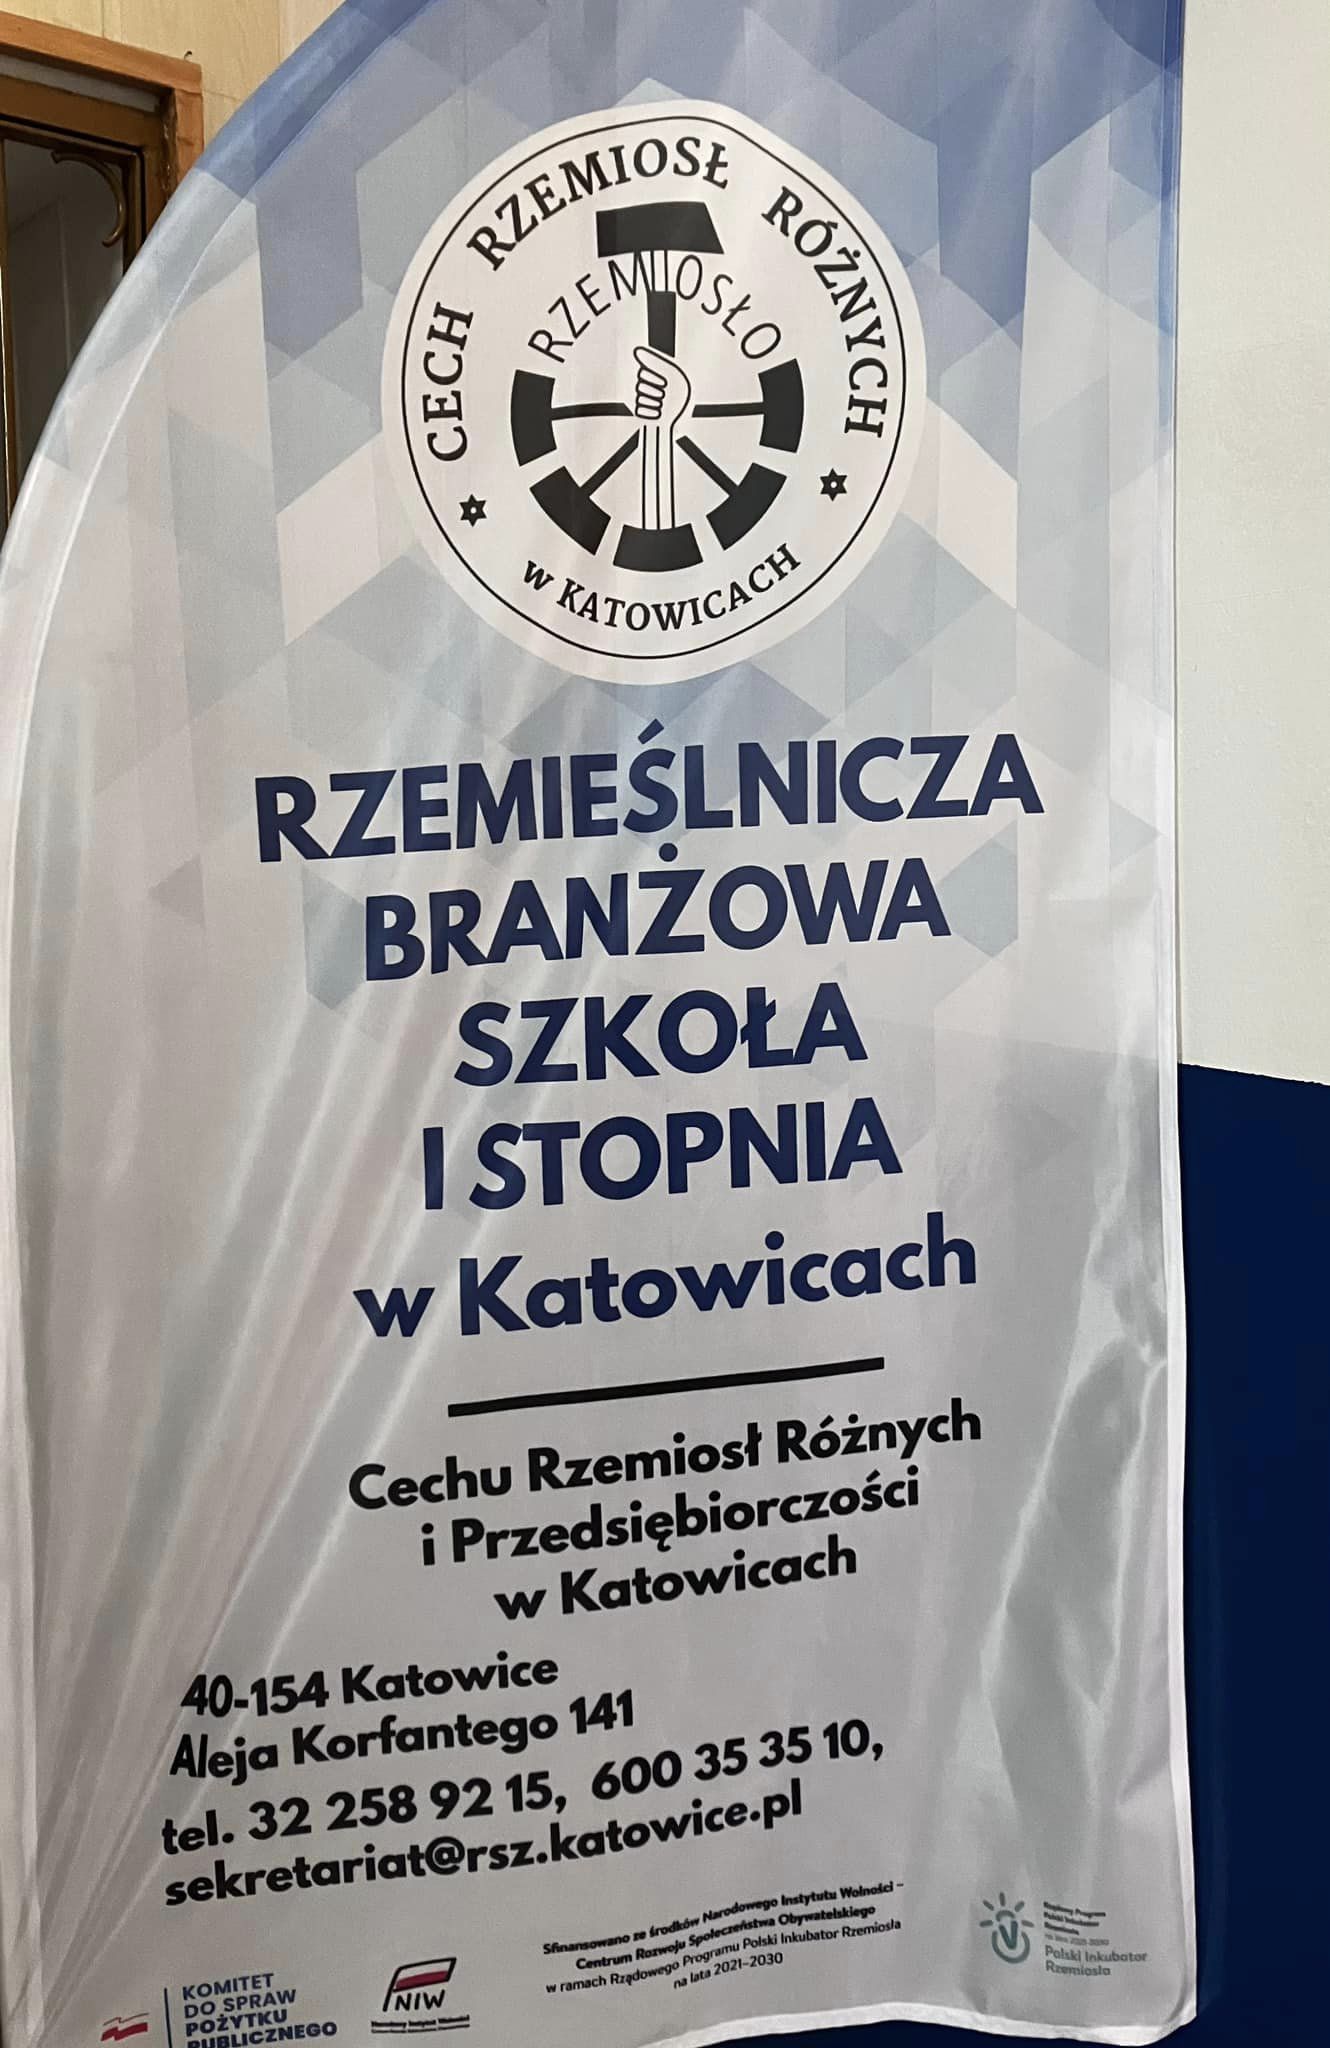 CECH RZEMIOSŁ RÓŻNYCH
RZEMIOSŁO
w KATOWICACH
RZEMIEŚLNICZA
BRANŻOWA
SZKOŁA
I STOPNIA
w Katowicach
Cechu Rzemiosł Różnych
i Przedsiębiorczości
w Katowicach
40-154 Katowice
Aleja Korfantego 141
tel. 32 258 92 15, 600 35 35 10,
sekretariat@rsz.katowice.pl
Sfinansowano ze środków Narodowego Instytutu Wolności –
Centrum Rozwoju Społeczeństwa Obywatelskiego
w ramach Rządowego Programu Polski Inkubator Rzemiosła
na lata 2021–2030
KOMITET
DO SPRAW
POŻYTKU
PUBLICZNEGO
NIW
Narodowy Instytut Wolności
Polski Inkubator
Rzemiosła